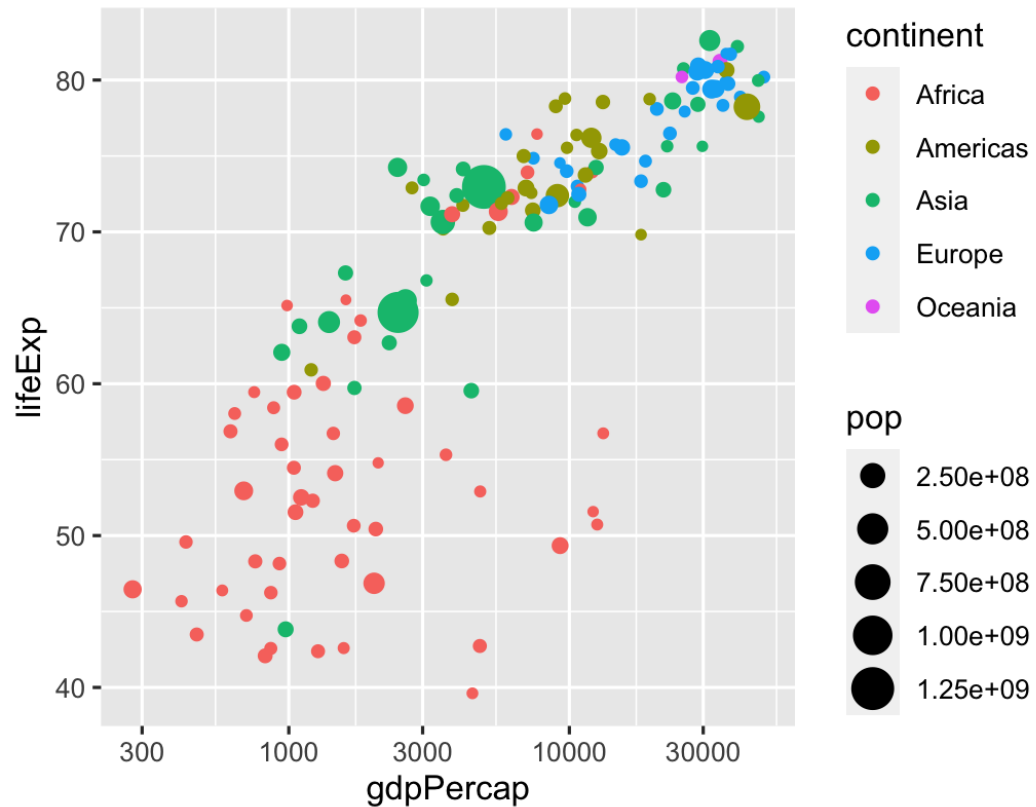 80
70
60
50
40
lifeExp
300
1000
3000
10000
30000
gdpPercap
continent
Africa
Americas
Asia
Europe
Oceania
pop
2.50e+08
5.00e+08
7.50e+08
1.00e+09
1.25e+09